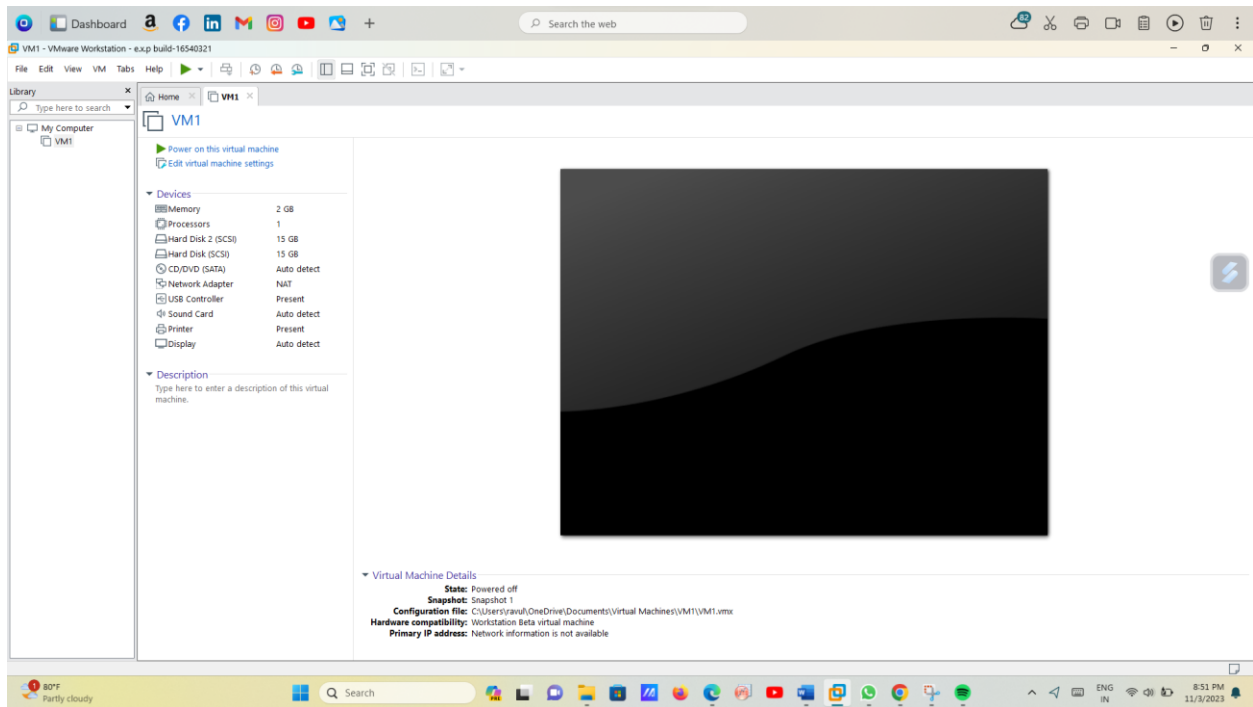 Dashboard
Search the web
82
VM1 - VMware Workstation - e.x.p build-16540321
File Edit View VM Tabs Help
Library
Type here to search
My Computer
VM1
Home
VM1
VM1
Power on this virtual machine
Edit virtual machine settings
Devices
Memory 2 GB
Processors 1
Hard Disk 2 (SCSI) 15 GB
Hard Disk (SCSI) 15 GB
CD/DVD (SATA) Auto detect
Network Adapter NAT
USB Controller Present
Sound Card Auto detect
Printer Present
Display Auto detect
Description
Type here to enter a description of this virtual
machine.
Virtual Machine Details
State: Powered off
Snapshot: Snapshot 1
Configuration file: C:\Users\ravul\OneDrive\Documents\Virtual Machines\VM1\VM1.vmx
Hardware compatibility: Workstation Beta virtual machine
Primary IP address: Network information is not available
1
80°F
Partly cloudy
Search
ENG
IN
8:51 PM
11/3/2023